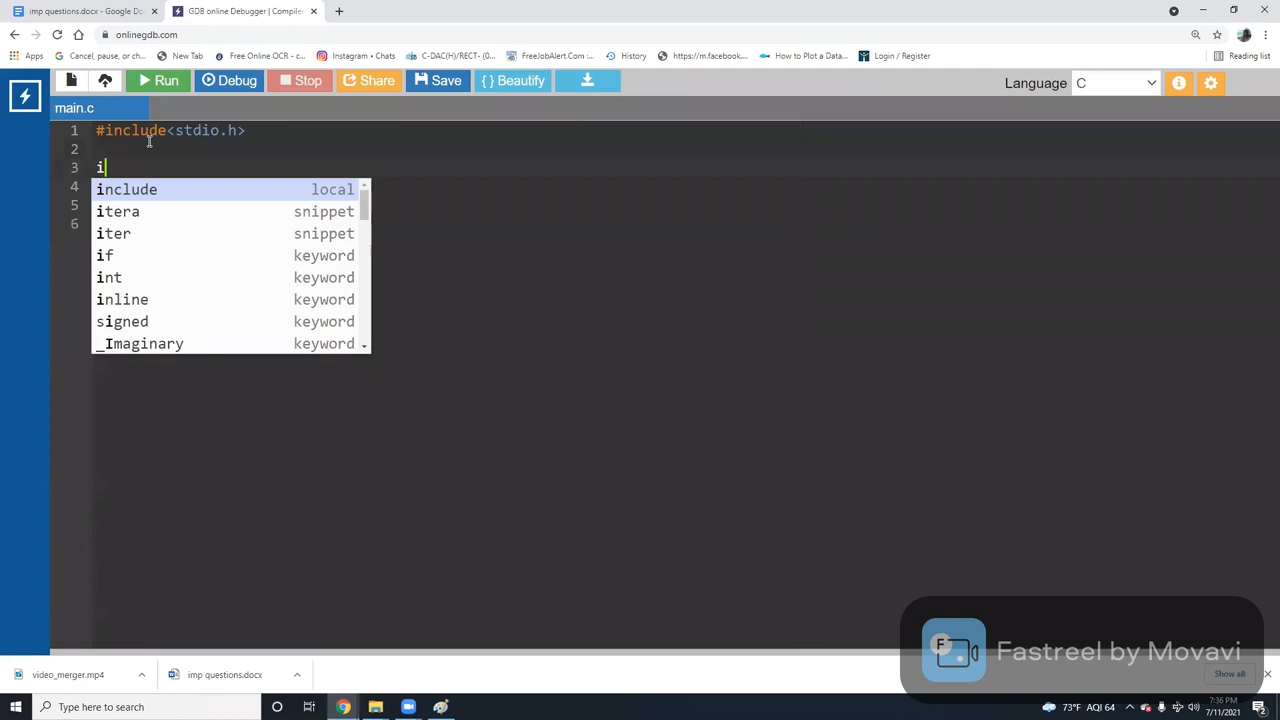 imp questions.docx - Google Do
GDB online Debugger | Compiler
onlinegdb.com
Apps
Cancel, pause, or ch...
New Tab
Free Online OCR - c...
Instagram • Chats
C-DAC(H)/RECT- (0...
FreeJobAlert.Com :...
History
https://m.facebook....
How to Plot a Data...
Login / Register
Reading list
Run
Debug
Stop
Share
Save
{ } Beautify
Language C
main.c
1 #include<stdio.h>
2
3 i
4
5
6
include local
itera snippet
iter snippet
if keyword
int keyword
inline keyword
signed keyword
_Imaginary keyword
F
Fastreel by Movavi
video_merger.mp4
imp questions.docx
Show all
Type here to search
73°F AQI 64
7:36 PM
7/11/2021
2